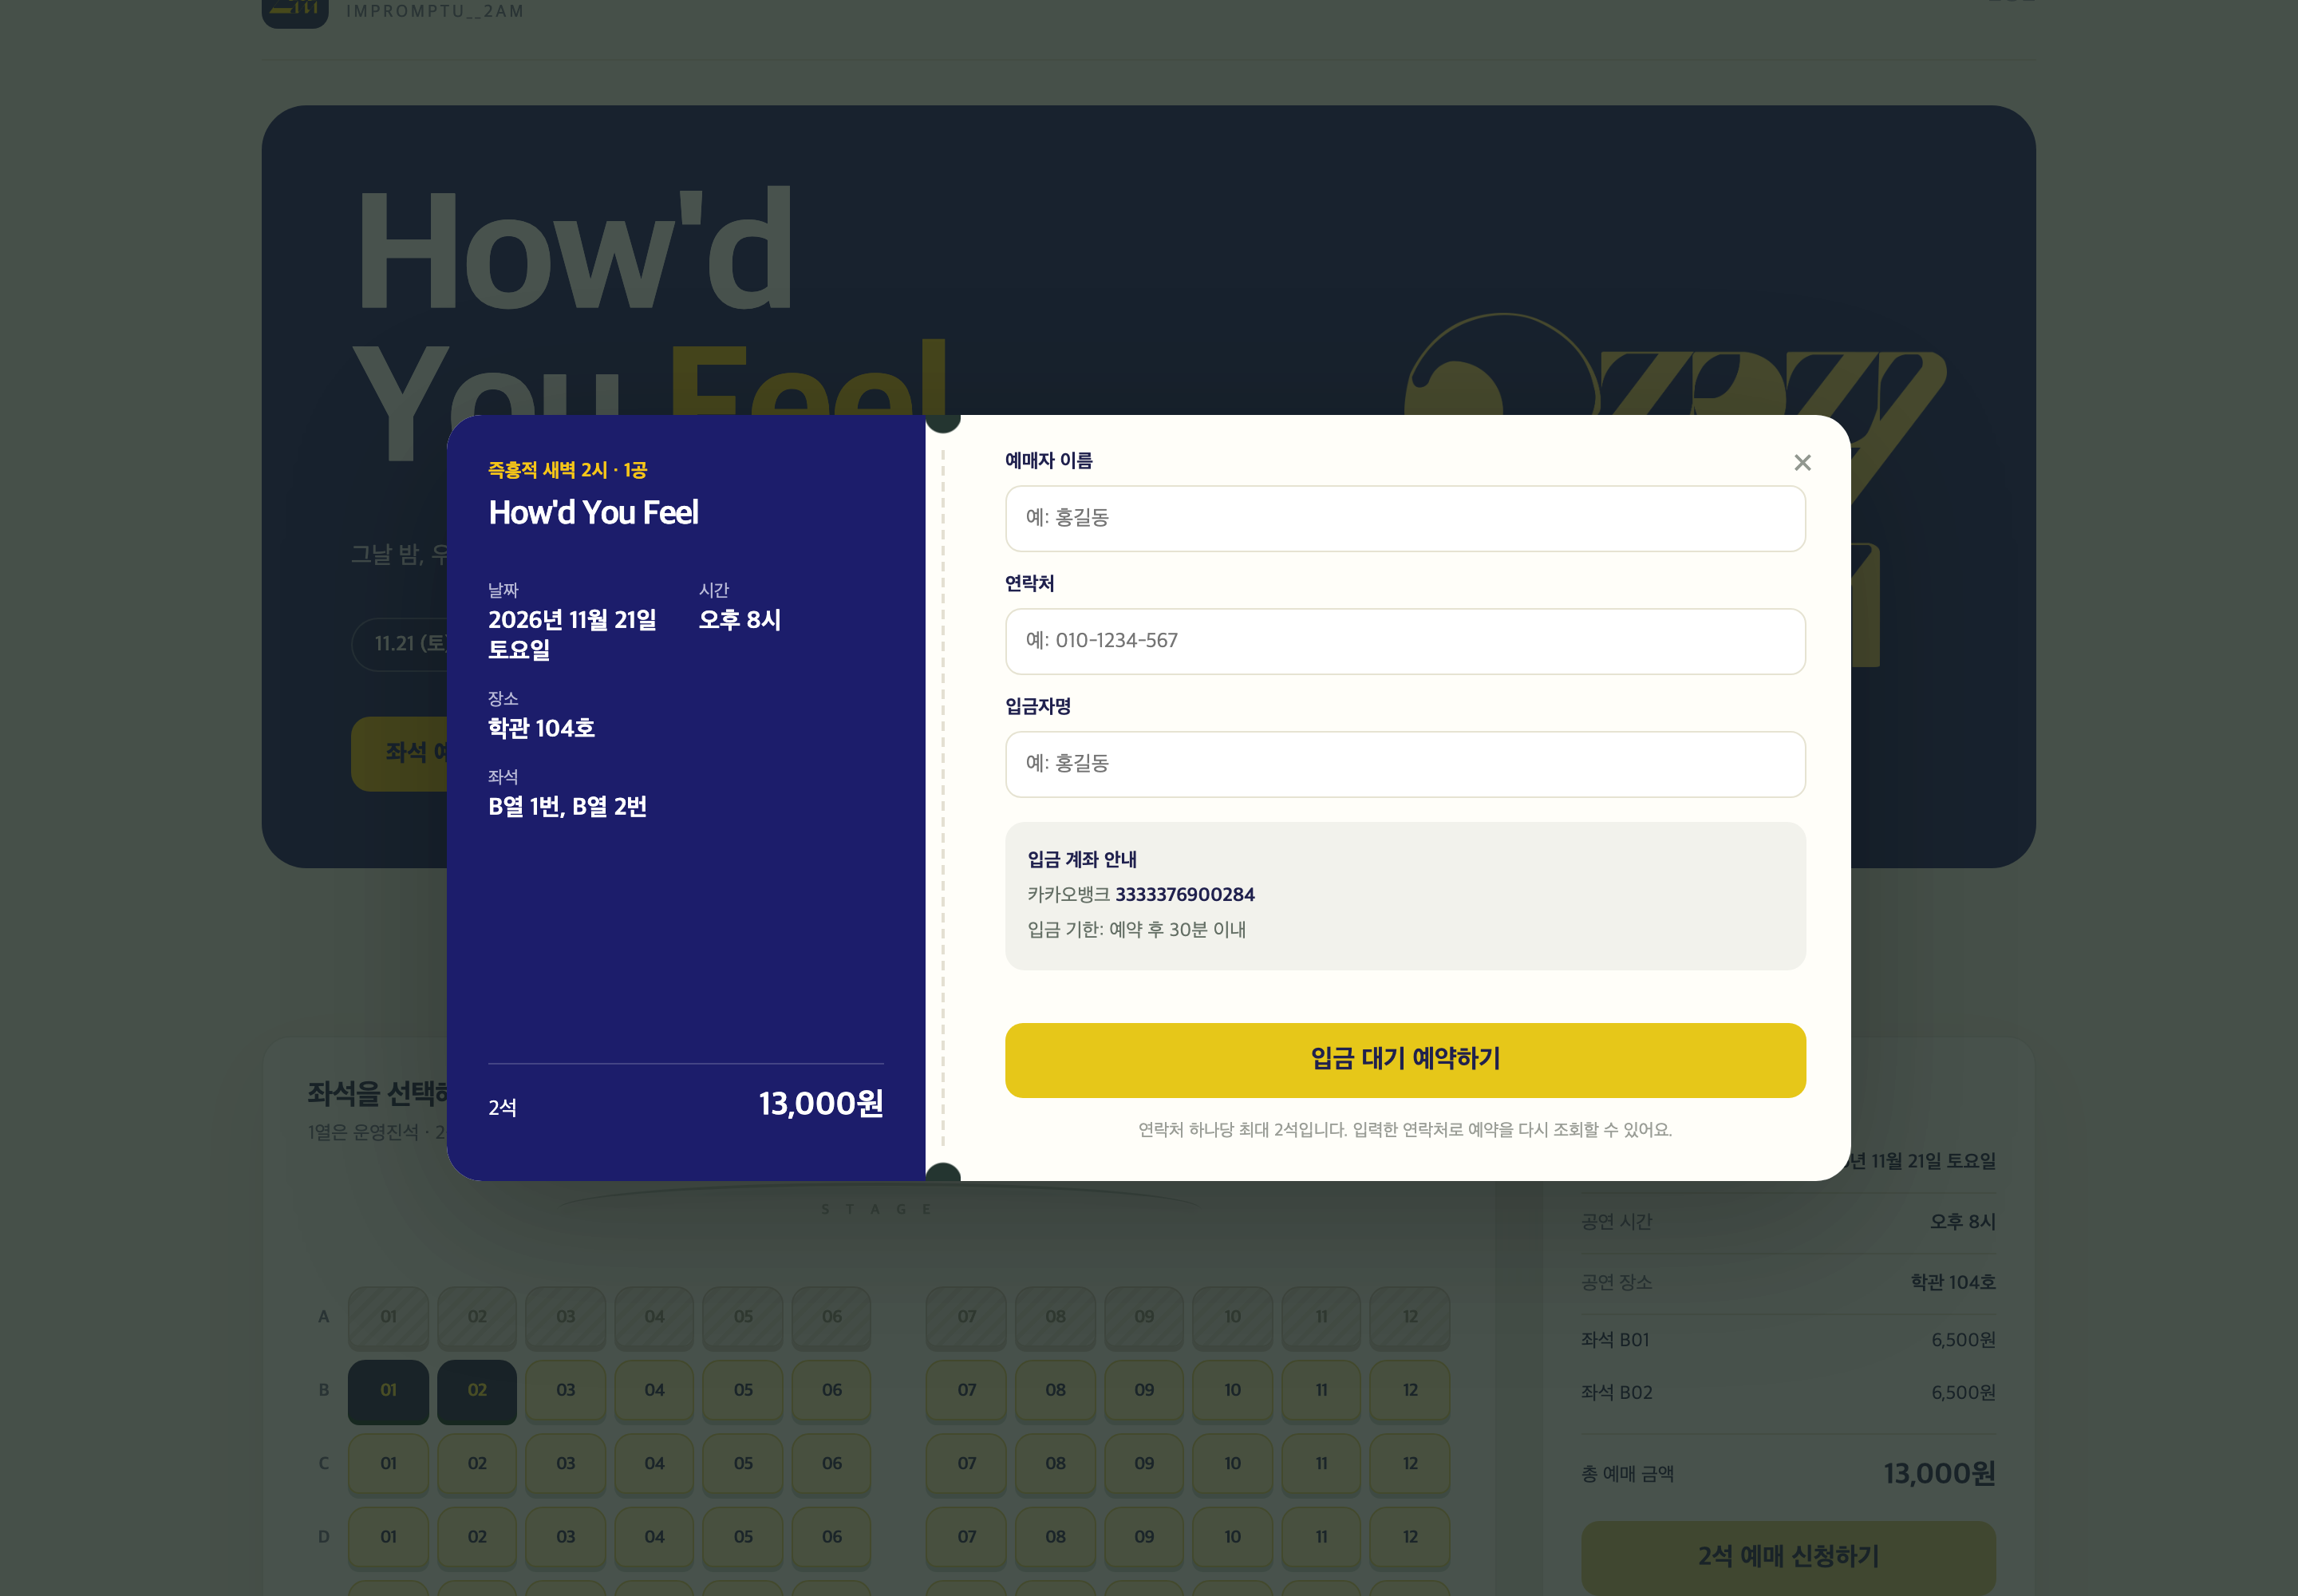 IMPROMPTU__2AM
How'd
You Feel
그날 밤, 우
11.21 (토)
좌석 예
즉흥적 새벽 2시 · 1공
How'd You Feel
날짜
시간
2026년 11월 21일
토요일
오후 8시
장소
학관 104호
좌석
B열 1번, B열 2번
2석
13,000원
예매자 이름
×
예: 홍길동
연락처
예: 010-1234-567
입금자명
예: 홍길동
입금 계좌 안내
카카오뱅크 3333376900284
입금 기한: 예약 후 30분 이내
입금 대기 예약하기
연락처 하나당 최대 2석입니다. 입력한 연락처로 예약을 다시 조회할 수 있어요.
좌석을 선택해
1열은 운영진석 · 2
STAGE
A 01 02 03 04 05 06 07 08 09 10 11 12
B 01 02 03 04 05 06 07 08 09 10 11 12
C 01 02 03 04 05 06 07 08 09 10 11 12
D 01 02 03 04 05 06 07 08 09 10 11 12
년 11월 21일 토요일
공연 시간
오후 8시
공연 장소
학관 104호
좌석 B01
6,500원
좌석 B02
6,500원
총 예매 금액
13,000원
2석 예매 신청하기